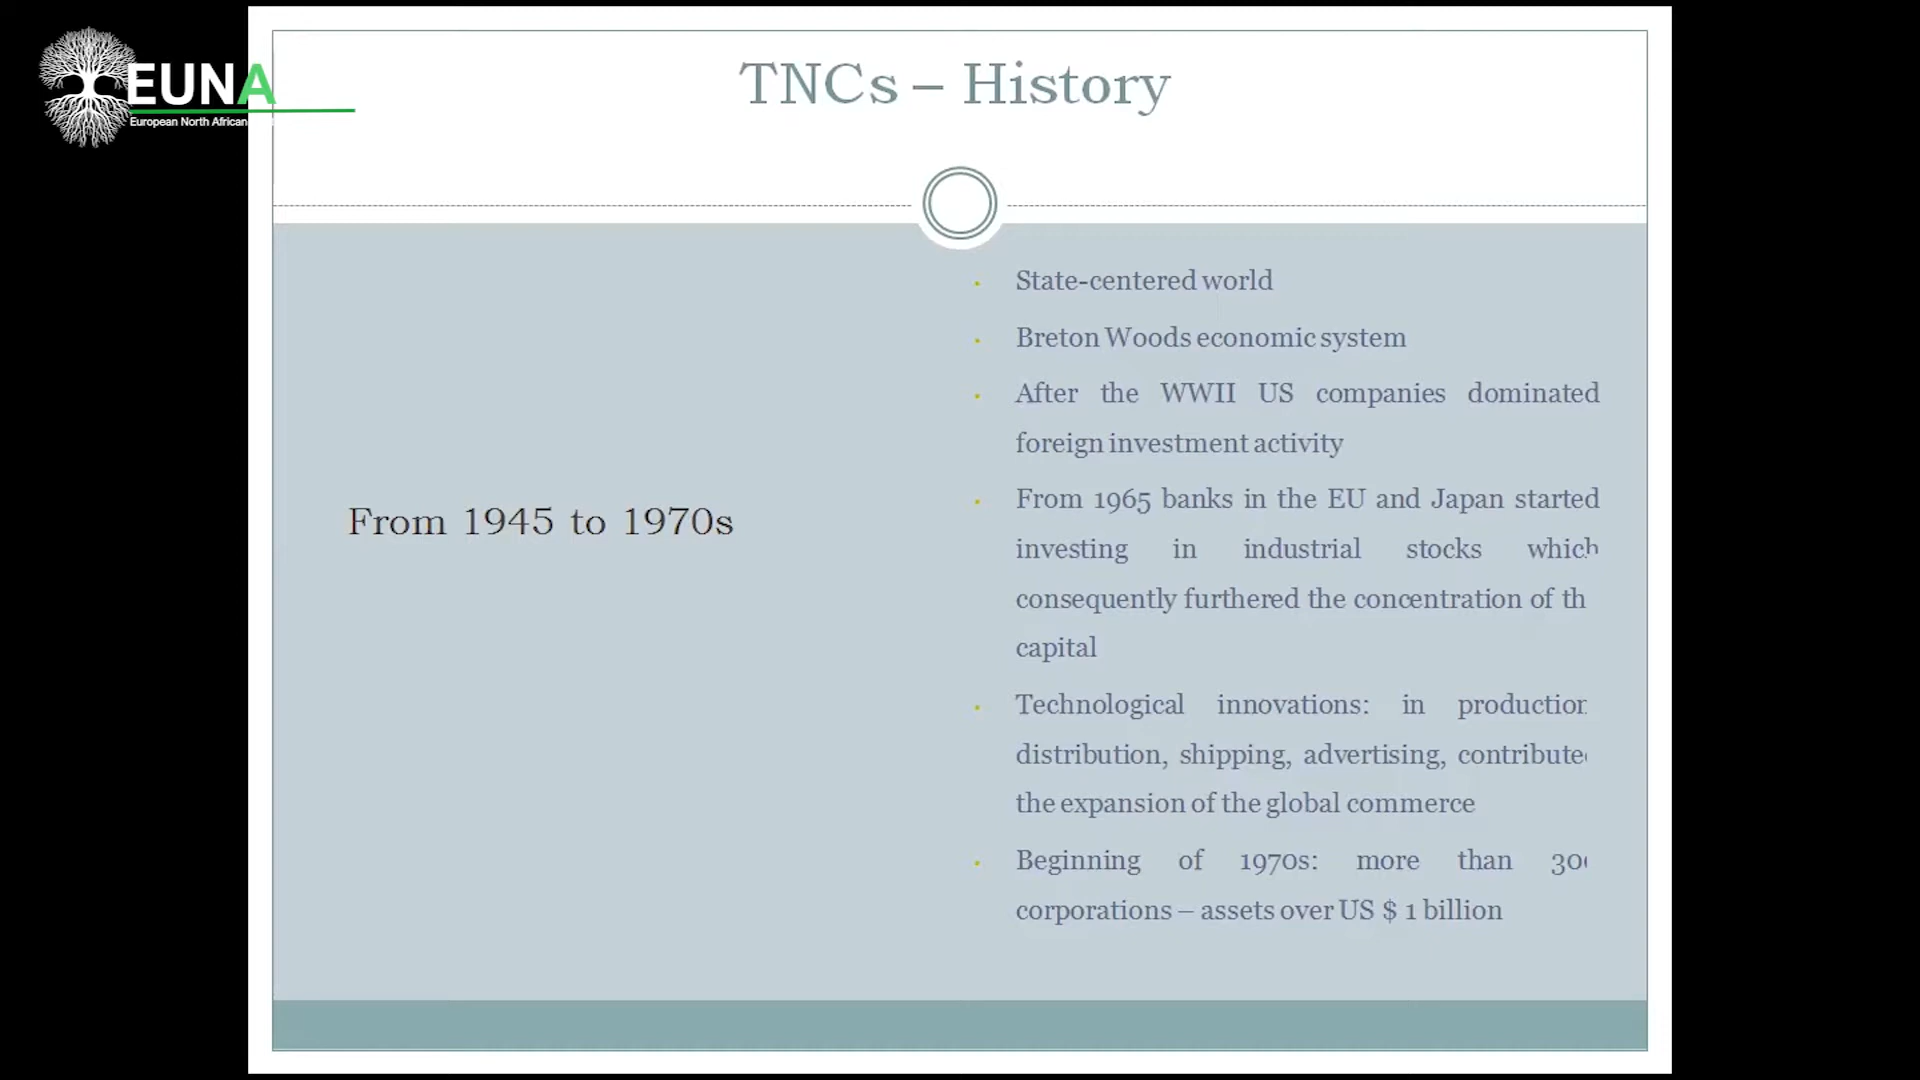 EUNA
European North African
TNCs – History
From 1945 to 1970s
State-centered world
Breton Woods economic system
After the WWII US companies dominated
foreign investment activity
From 1965 banks in the EU and Japan started
investing in industrial stocks which
consequently furthered the concentration of th
capital
Technological innovations: in production
distribution, shipping, advertising, contributed
the expansion of the global commerce
Beginning of 1970s: more than
corporations – assets over US $ 1 billion